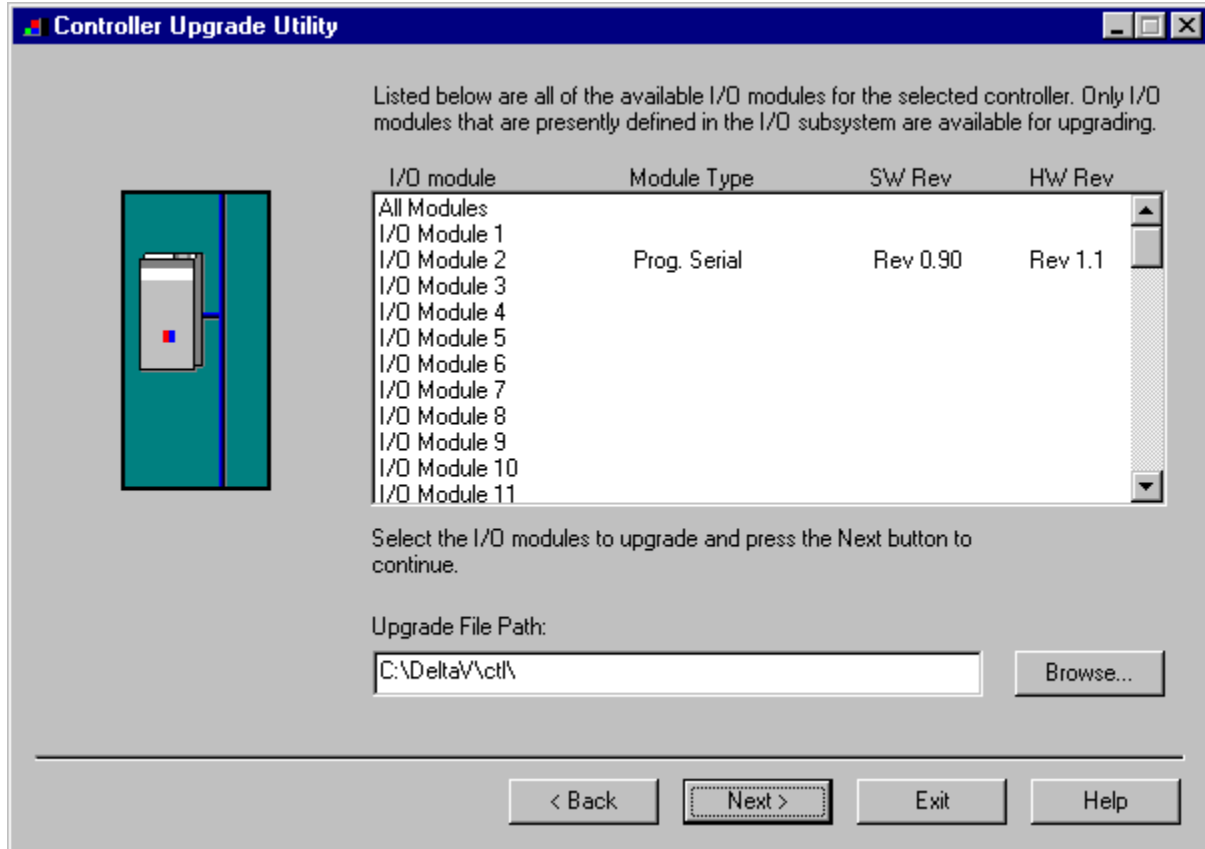 Controller Upgrade Utility
Listed below are all of the available I/O modules for the selected controller. Only I/O
modules that are presently defined in the I/O subsystem are available for upgrading.
I/O module Module Type SW Rev HW Rev
All Modules
I/O Module 1
I/O Module 2 Prog. Serial Rev 0.90 Rev 1.1
I/O Module 3
I/O Module 4
I/O Module 5
I/O Module 6
I/O Module 7
I/O Module 8
I/O Module 9
I/O Module 10
I/O Module 11
Select the I/O modules to upgrade and press the Next button to
continue.
Upgrade File Path:
C:\DeltaV\ctl\ Browse...
< Back Next > Exit Help